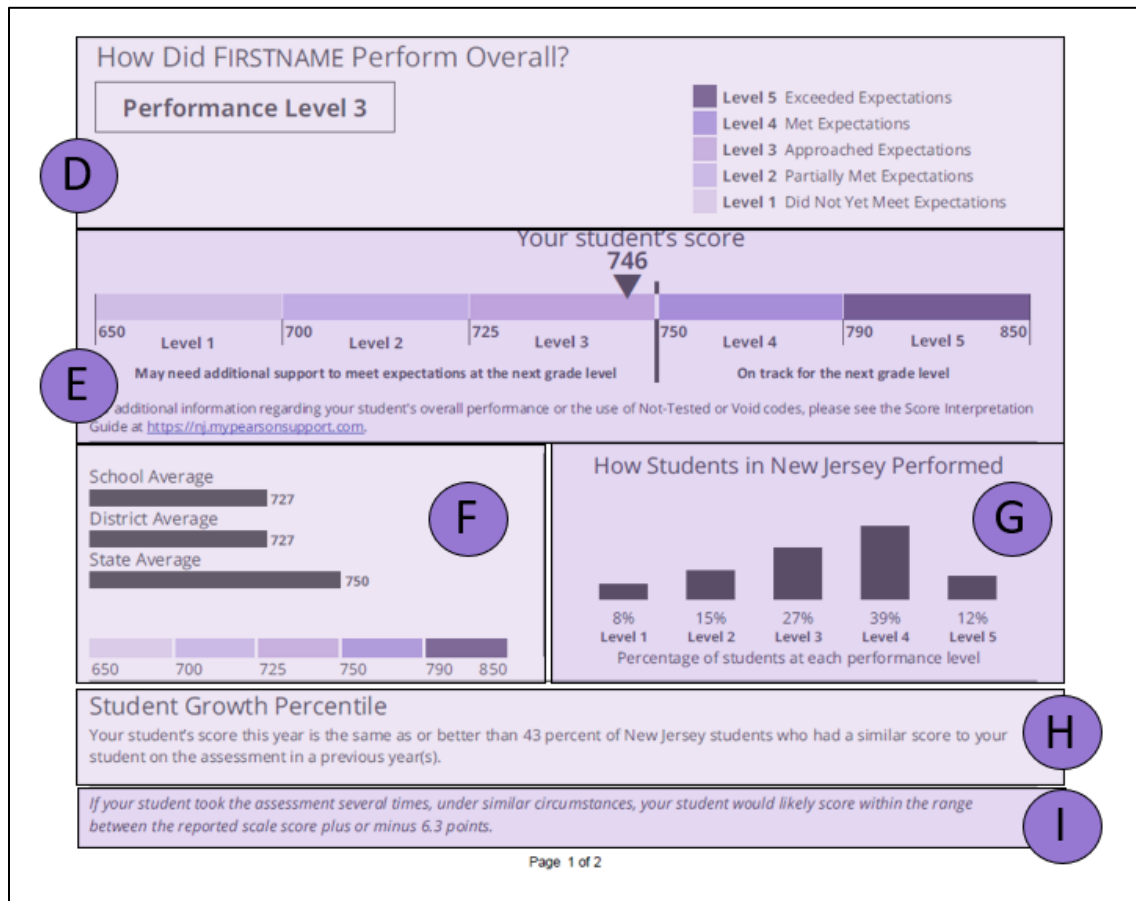 How Did FIRSTNAME Perform Overall?
Performance Level 3
Level 5 Exceeded Expectations
Level 4 Met Expectations
Level 3 Approached Expectations
Level 2 Partially Met Expectations
Level 1 Did Not Yet Meet Expectations
D
Your student's score
746
650 700 725 750 790 850
Level 1 Level 2 Level 3 Level 4 Level 5
May need additional support to meet expectations at the next grade level On track for the next grade level
E
additional information regarding your student's overall performance or the use of Not-Tested or Void codes, please see the Score Interpretation
Guide at https://nj.mypearsonsupport.com.
School Average
727
District Average
727
State Average
750
650 700 725 750 790 850
F
How Students in New Jersey Performed
G
8% 15% 27% 39% 12%
Level 1 Level 2 Level 3 Level 4 Level 5
Percentage of students at each performance level
Student Growth Percentile
Your student's score this year is the same as or better than 43 percent of New Jersey students who had a similar score to your
student on the assessment in a previous year(s).
H
If your student took the assessment several times, under similar circumstances, your student would likely score within the range
between the reported scale score plus or minus 6.3 points.
I
Page 1 of 2